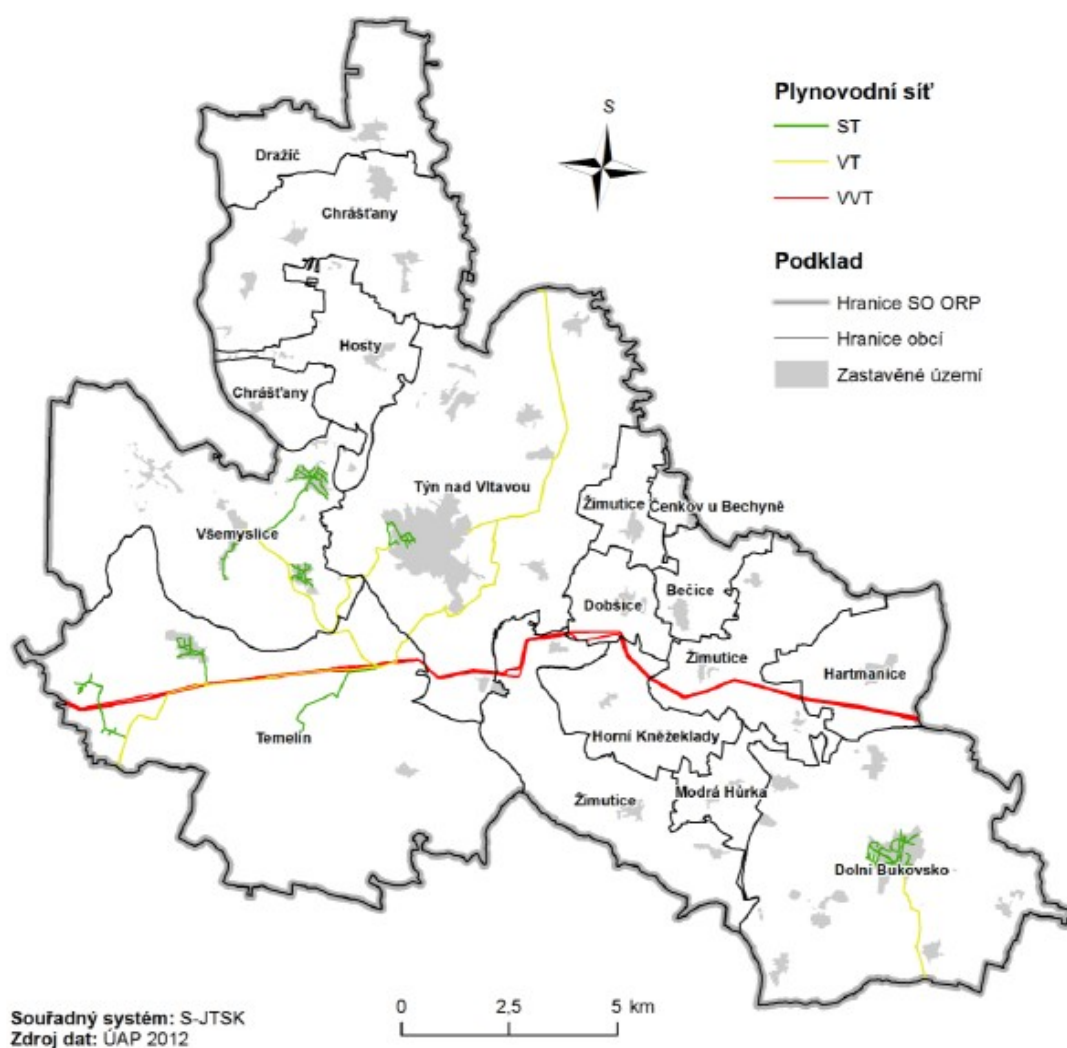 Plynovodní síť
ST
VT
VVT
Podklad
Hranice SO ORP
Hranice obcí
Zastavěné území
S
Dražíč
Chrášťany
Hosty
Chrášťany
Týn nad Vltavou
Všemyslice
Žimutice
Čenkov u Bechyně
Bečice
Dobšice
Žimutice
Hartmanice
Temelín
Horní Kněžeklady
Žimutice
Modrá Hůrka
Dolní Bukovsko
0 2,5 5 km
Souřadný systém: S-JTSK
Zdroj dat: ÚAP 2012